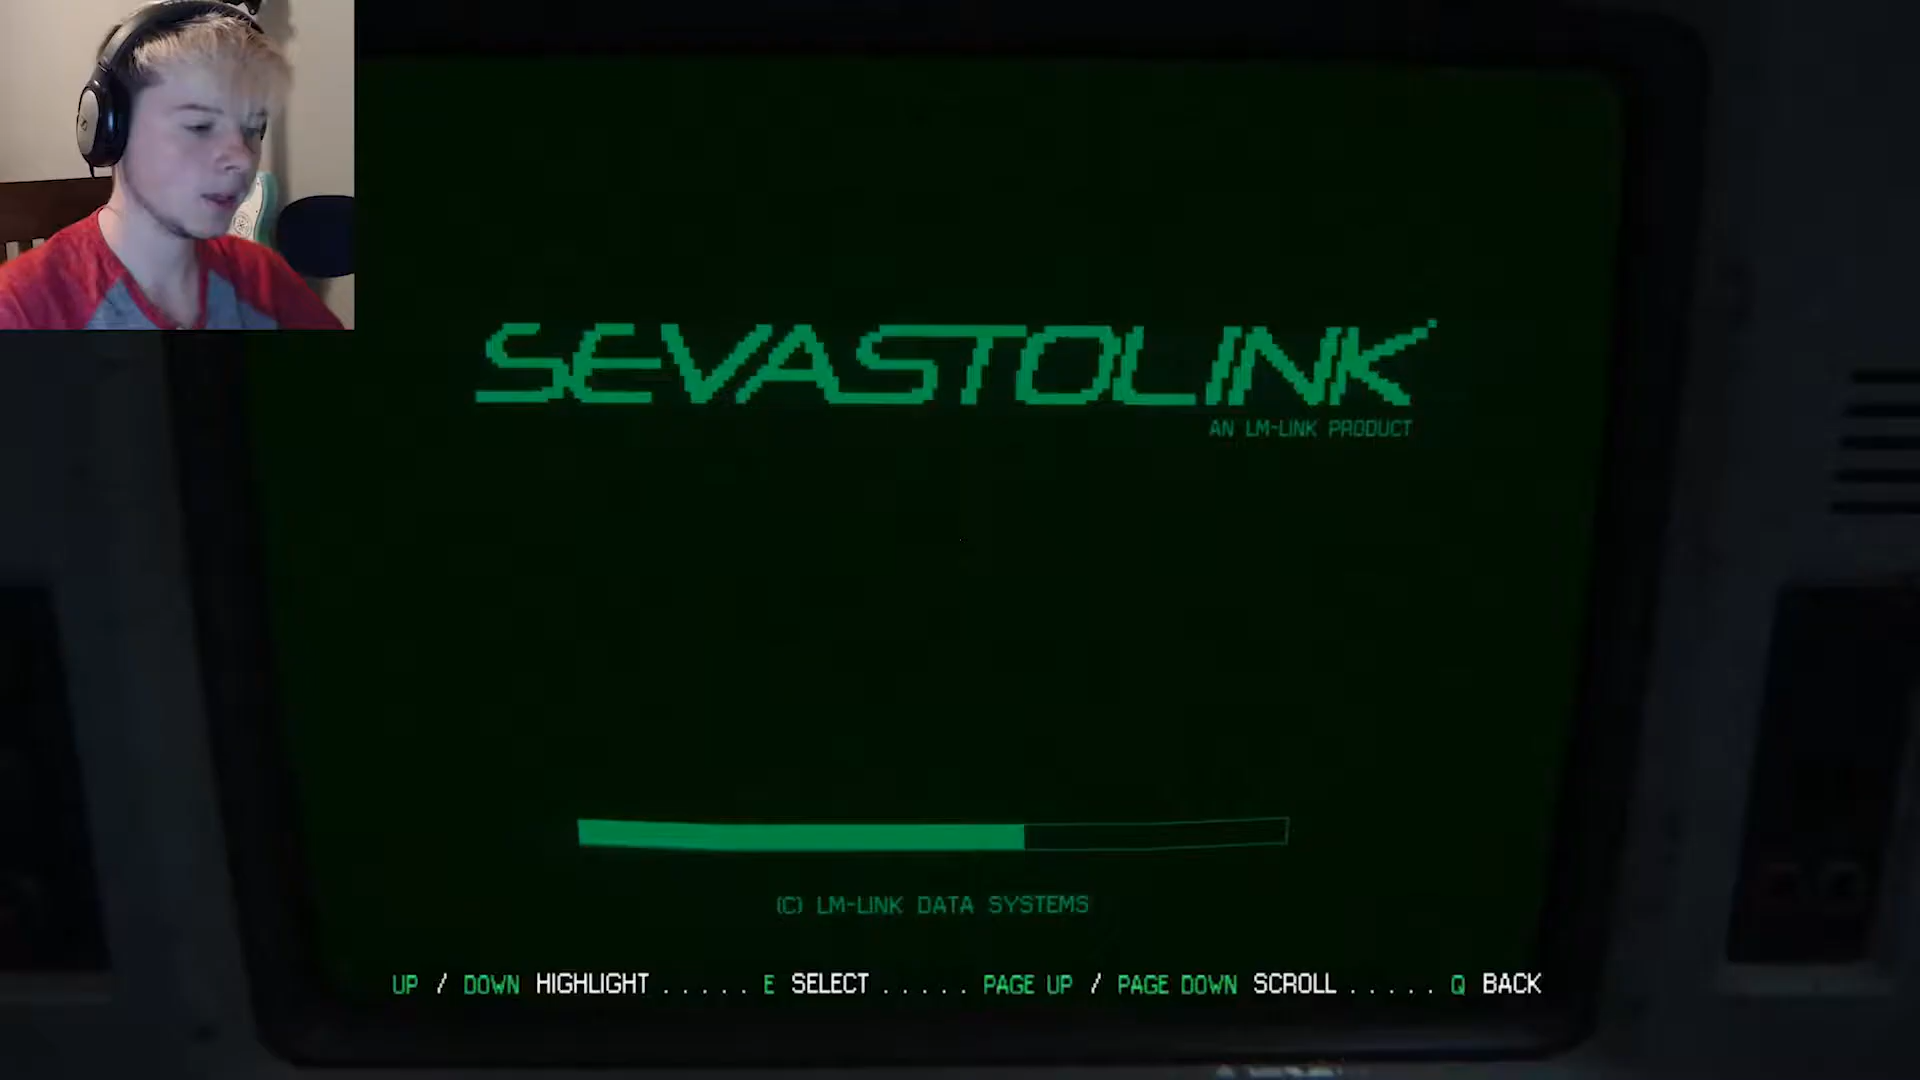 SEVASTOLINK
AN LM-LINK PRODUCT
(C) LM-LINK DATA SYSTEMS
UP / DOWN HIGHLIGHT ..... E SELECT ..... PAGE UP / PAGE DOWN SCROLL ..... Q BACK